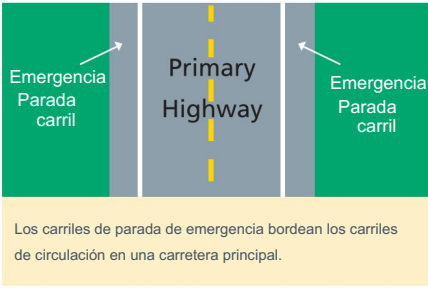 Emergencia
Parada
carril
Primary
Highway
Emergencia
Parada
carril
Los carriles de parada de emergencia bordean los carriles
de circulación en una carretera principal.